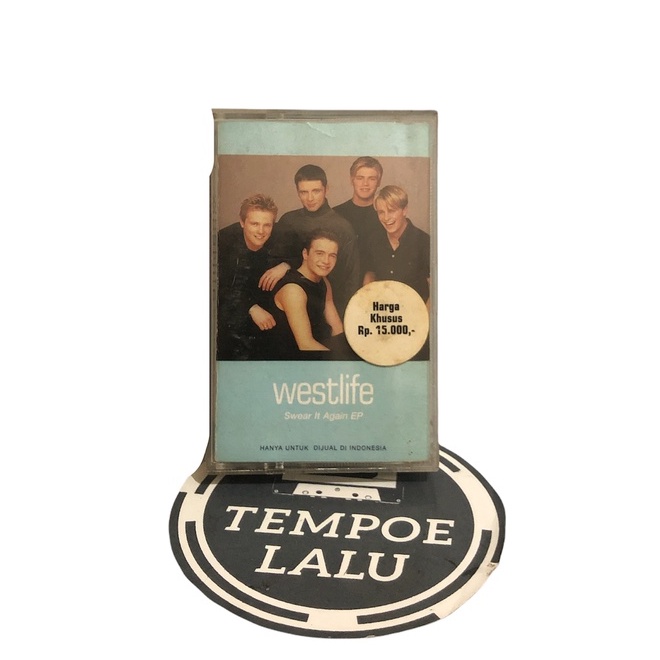 Harga
Khusus
Rp. 15.000,-
westlife
Swear It Again EP
HANYA UNTUK DIJUAL DI INDONESIA
TEMPOE
LALU